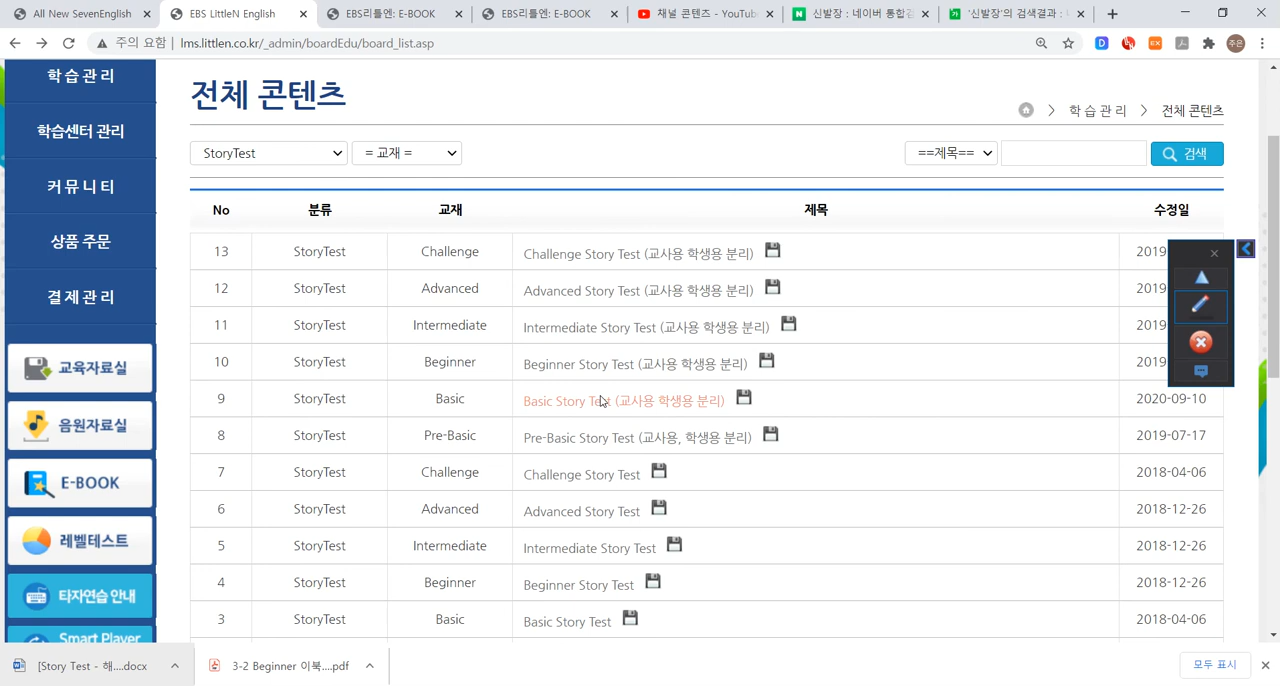 All New SevenEnglish
EBS LIttleN English
EBS리틀엔: E-BOOK
EBS리틀엔: E-BOOK
채널 콘텐츠 - YouTube
신발장 : 네이버 통합검
'신발장'의 검색결과 :
주의 요함 | lms.littlen.co.kr/_admin/boardEdu/board_list.asp
D
EX
주은
학 습 관 리
학습센터 관리
커 뮤 니 티
상품 주문
결 제 관 리
교육자료실
음원자료실
E-BOOK
레벨테스트
타자연습 안내
Smart Player
전체 콘텐츠
학 습 관 리 > 전체 콘텐츠
StoryTest
= 교재 =
==제목==
검색
No 분류 교재 제목 수정일
13 StoryTest Challenge Challenge Story Test (교사용 학생용 분리) 2019
12 StoryTest Advanced Advanced Story Test (교사용 학생용 분리) 2019
11 StoryTest Intermediate Intermediate Story Test (교사용 학생용 분리) 2019
10 StoryTest Beginner Beginner Story Test (교사용 학생용 분리) 2019
9 StoryTest Basic Basic Story Test (교사용 학생용 분리) 2020-09-10
8 StoryTest Pre-Basic Pre-Basic Story Test (교사용, 학생용 분리) 2019-07-17
7 StoryTest Challenge Challenge Story Test 2018-04-06
6 StoryTest Advanced Advanced Story Test 2018-12-26
5 StoryTest Intermediate Intermediate Story Test 2018-12-26
4 StoryTest Beginner Beginner Story Test 2018-12-26
3 StoryTest Basic Basic Story Test 2018-04-06
[Story Test - 해....docx
3-2 Beginner 이북....pdf
모두 표시